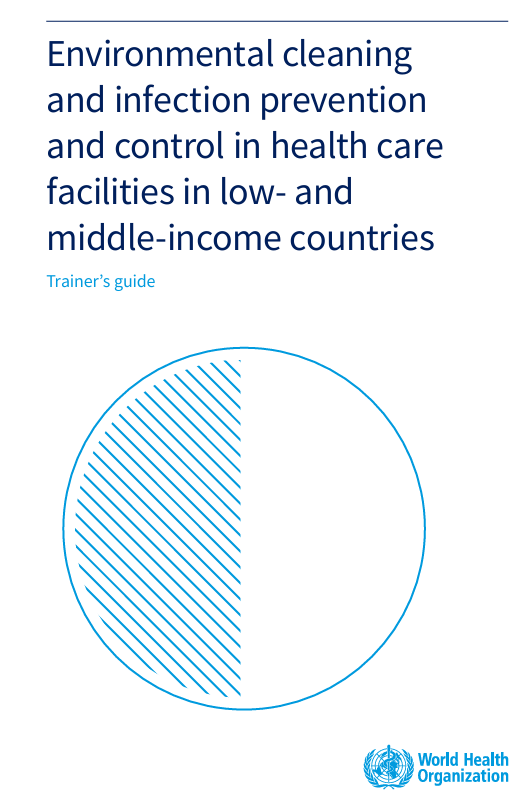 Environmental cleaning
and infection prevention
and control in health care
facilities in low- and
middle-income countries
Trainer’s guide
World Health
Organization